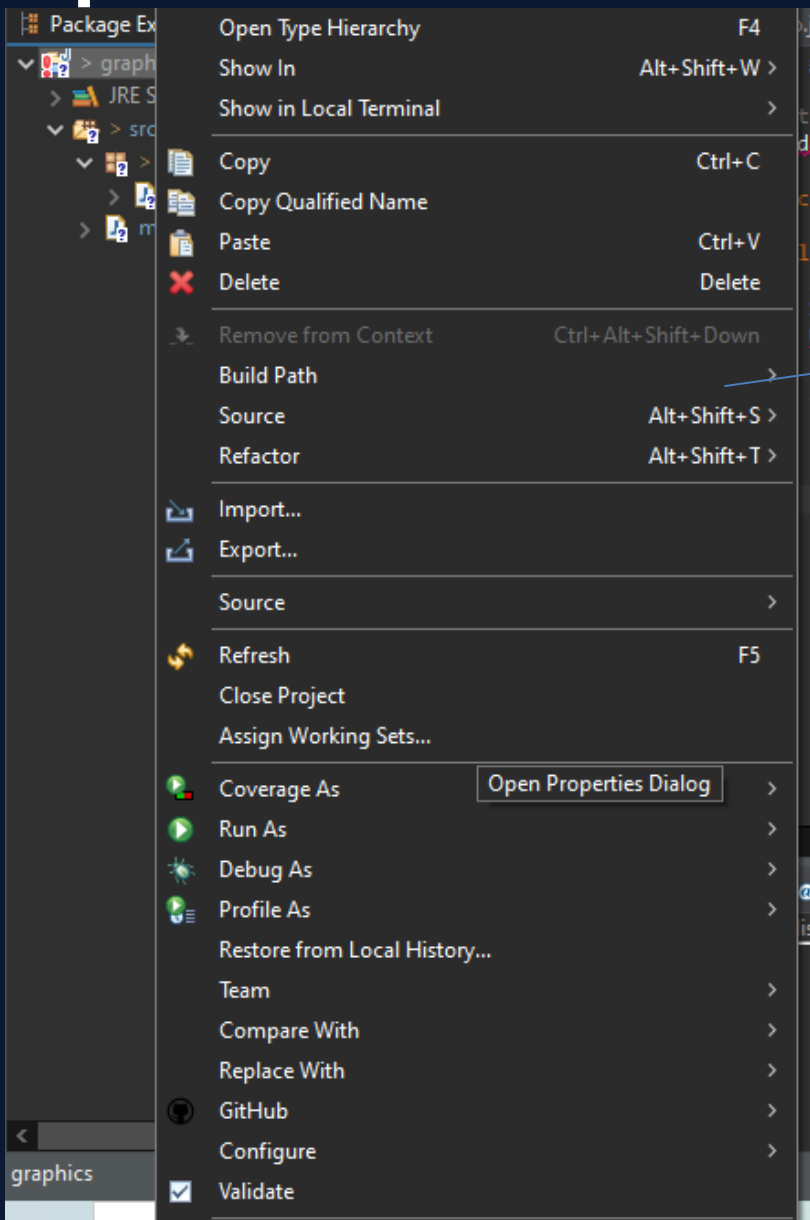 Package Ex
> graph
JRE S
> src
>
m
Open Type Hierarchy F4
Show In Alt+Shift+W >
Show in Local Terminal >
Copy Ctrl+C
Copy Qualified Name
Paste Ctrl+V
Delete Delete
Remove from Context Ctrl+Alt+Shift+Down
Build Path >
Source Alt+Shift+S >
Refactor Alt+Shift+T >
Import...
Export...
Source >
Refresh F5
Close Project
Assign Working Sets...
Coverage As >
Open Properties Dialog
Run As >
Debug As >
Profile As >
Restore from Local History...
Team >
Compare With >
Replace With >
GitHub >
Configure >
Validate
graphics